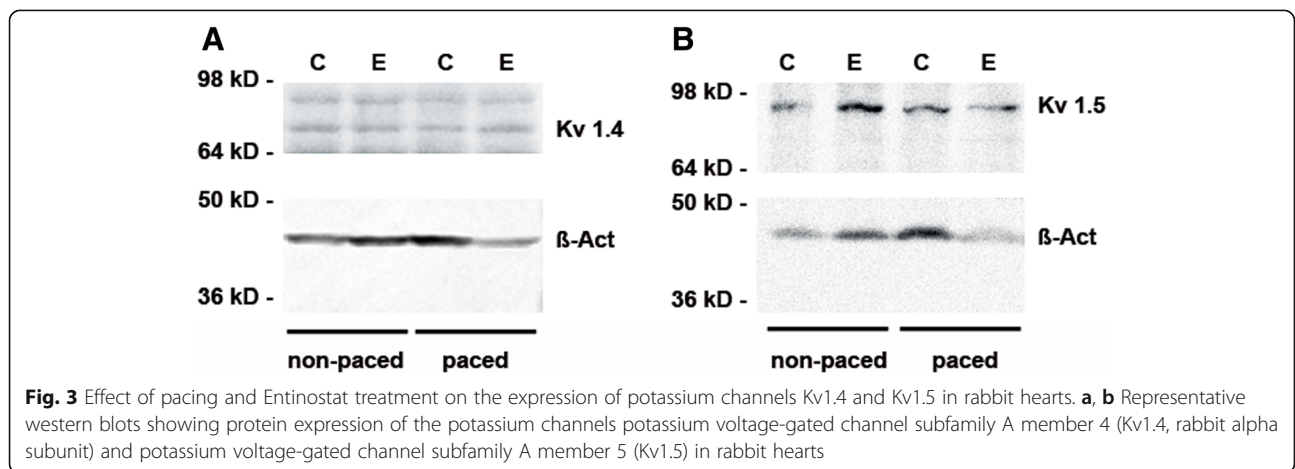 A
B
C E C E
C E C E
98 kD -
98 kD -
Kv 1.4
Kv 1.5
64 kD -
64 kD -
50 kD -
50 kD -
ß-Act
ß-Act
36 kD -
36 kD -
non-paced paced
non-paced paced
Fig. 3 Effect of pacing and Entinostat treatment on the expression of potassium channels Kv1.4 and Kv1.5 in rabbit hearts. a, b Representative
western blots showing protein expression of the potassium channels potassium voltage-gated channel subfamily A member 4 (Kv1.4, rabbit alpha
subunit) and potassium voltage-gated channel subfamily A member 5 (Kv1.5) in rabbit hearts